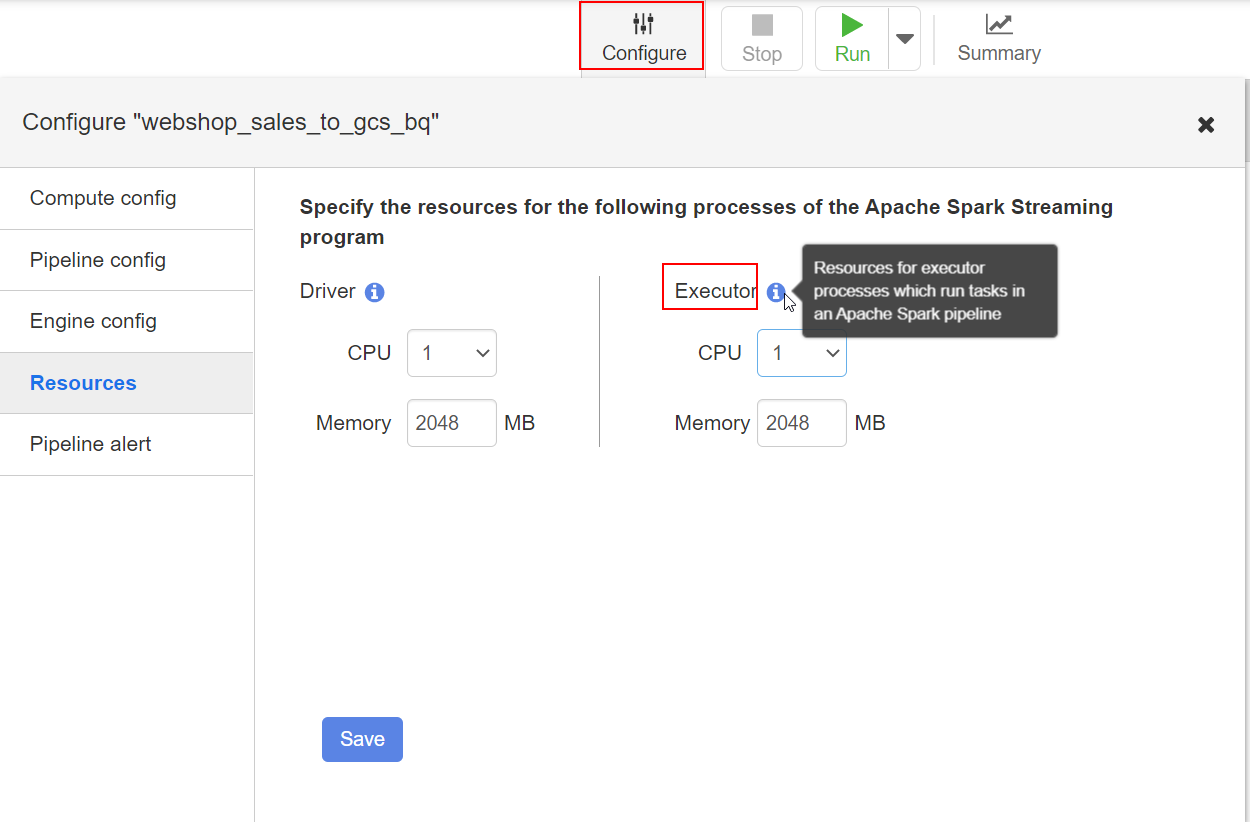 Configure
Stop
Run
Summary
Configure "webshop_sales_to_gcs_bq"
Compute config
Pipeline config
Engine config
Resources
Pipeline alert
Specify the resources for the following processes of the Apache Spark Streaming
program
Driver
CPU 1
Memory 2048 MB
Executor
Resources for executor
processes which run tasks in
an Apache Spark pipeline
CPU 1
Memory 2048 MB
Save